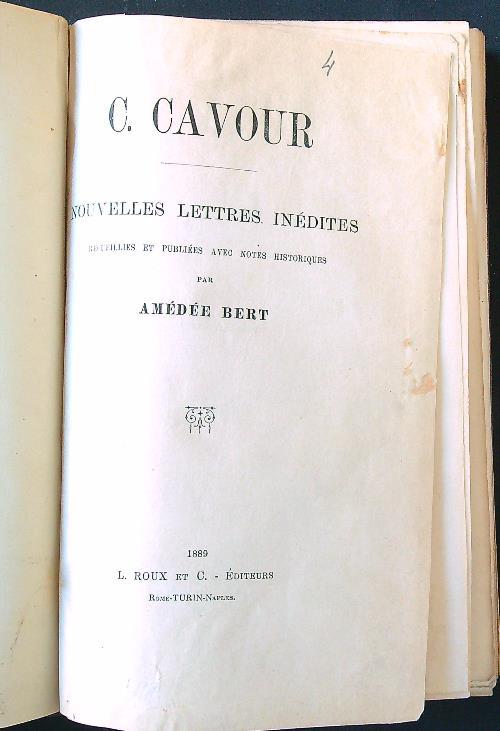 4
C. CAVOUR
NOUVELLES LETTRES INÉDITES
RECUEILLIES ET PUBLIÉES AVEC NOTES HISTORIQUES
PAR
AMÉDÉE BERT
1889
L. ROUX ET C. - ÉDITEURS
ROME-TURIN-NAPLES.